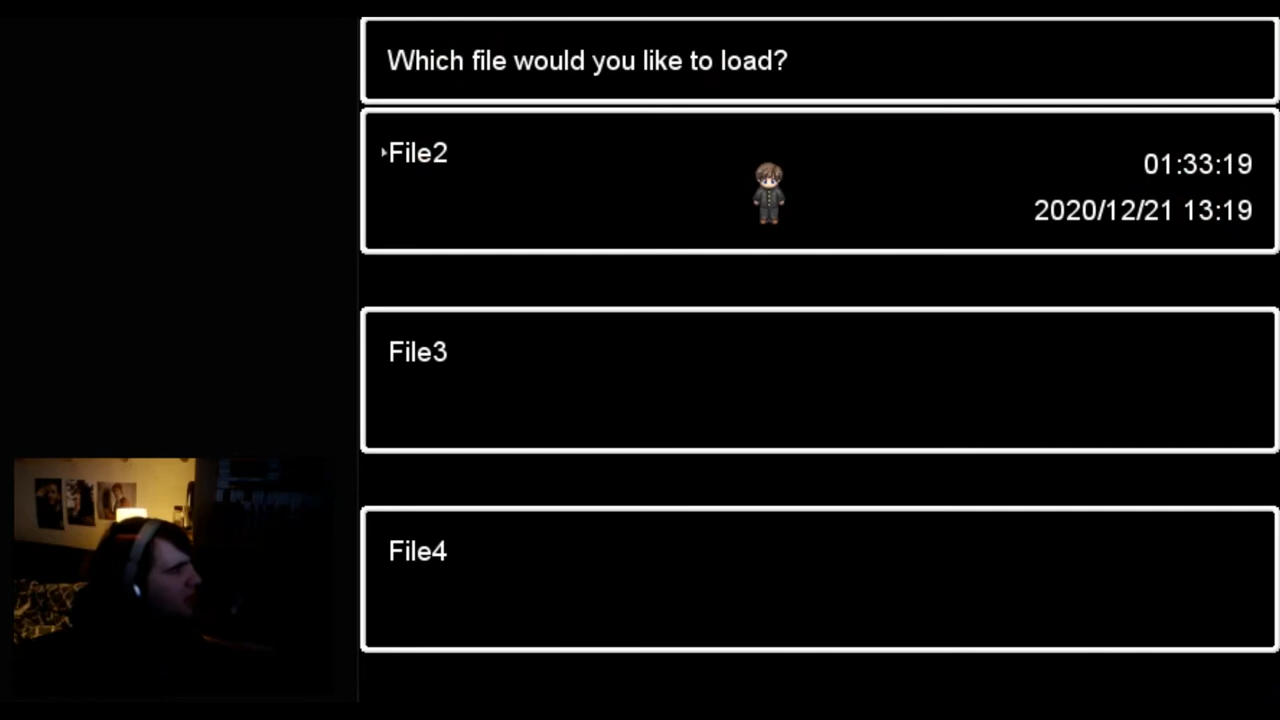 Which file would you like to load?
File2
01:33:19
2020/12/21 13:19
File3
File4